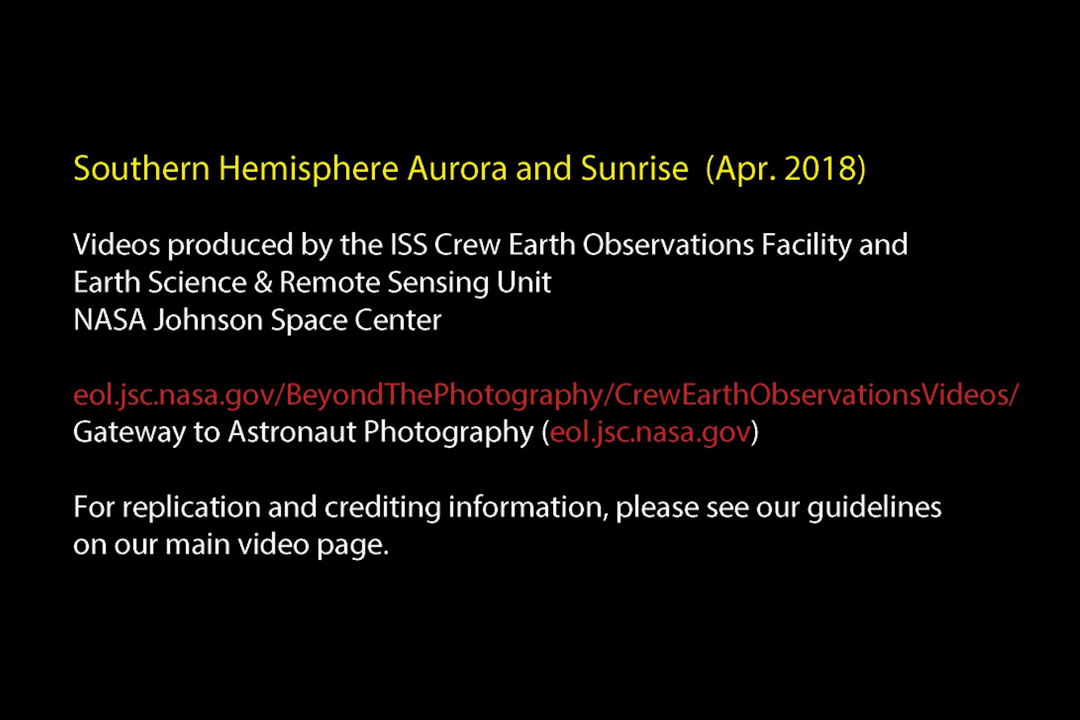 Southern Hemisphere Aurora and Sunrise (Apr. 2018)
Videos produced by the ISS Crew Earth Observations Facility and
Earth Science & Remote Sensing Unit
NASA Johnson Space Center
eol.jsc.nasa.gov/BeyondThePhotography/CrewEarthObservationsVideos/
Gateway to Astronaut Photography (eol.jsc.nasa.gov)
For replication and crediting information, please see our guidelines
on our main video page.